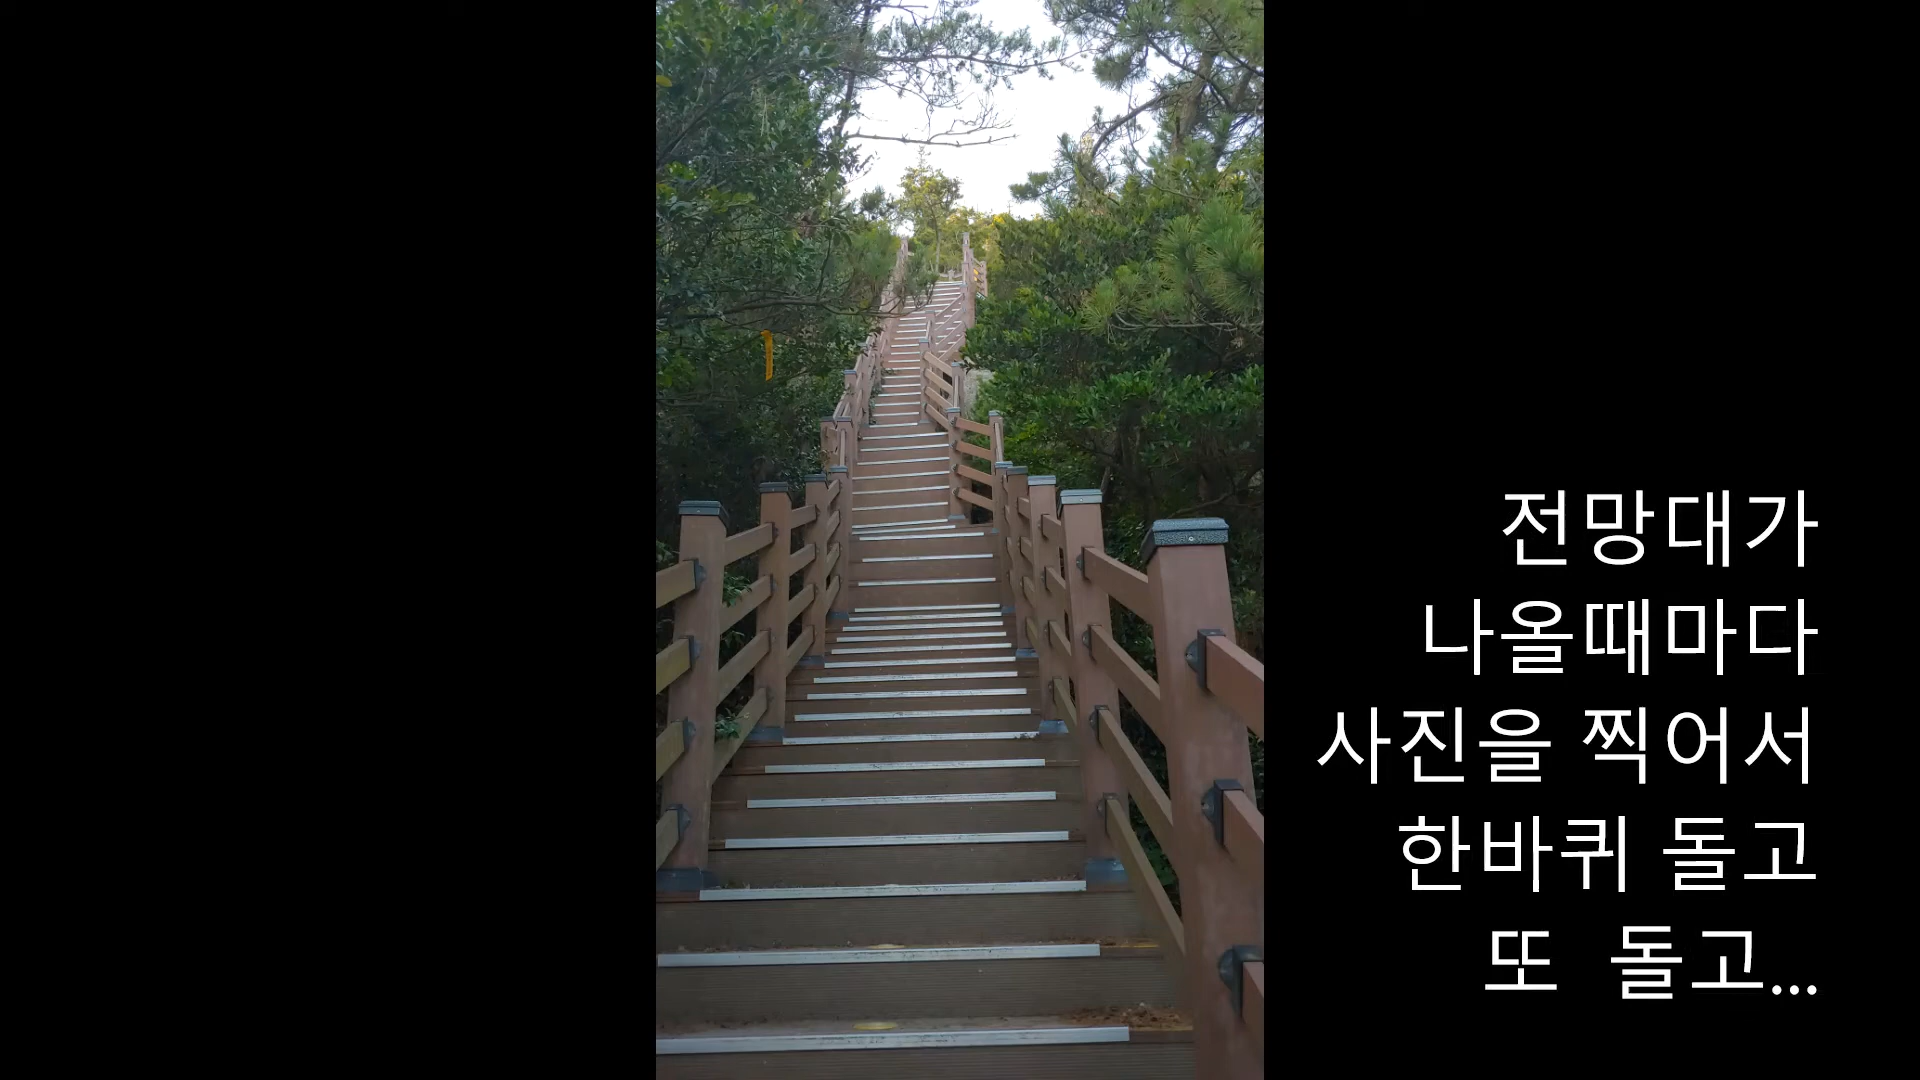 전망대가
나올때마다
사진을 찍어서
한바퀴 돌고
또 돌고...